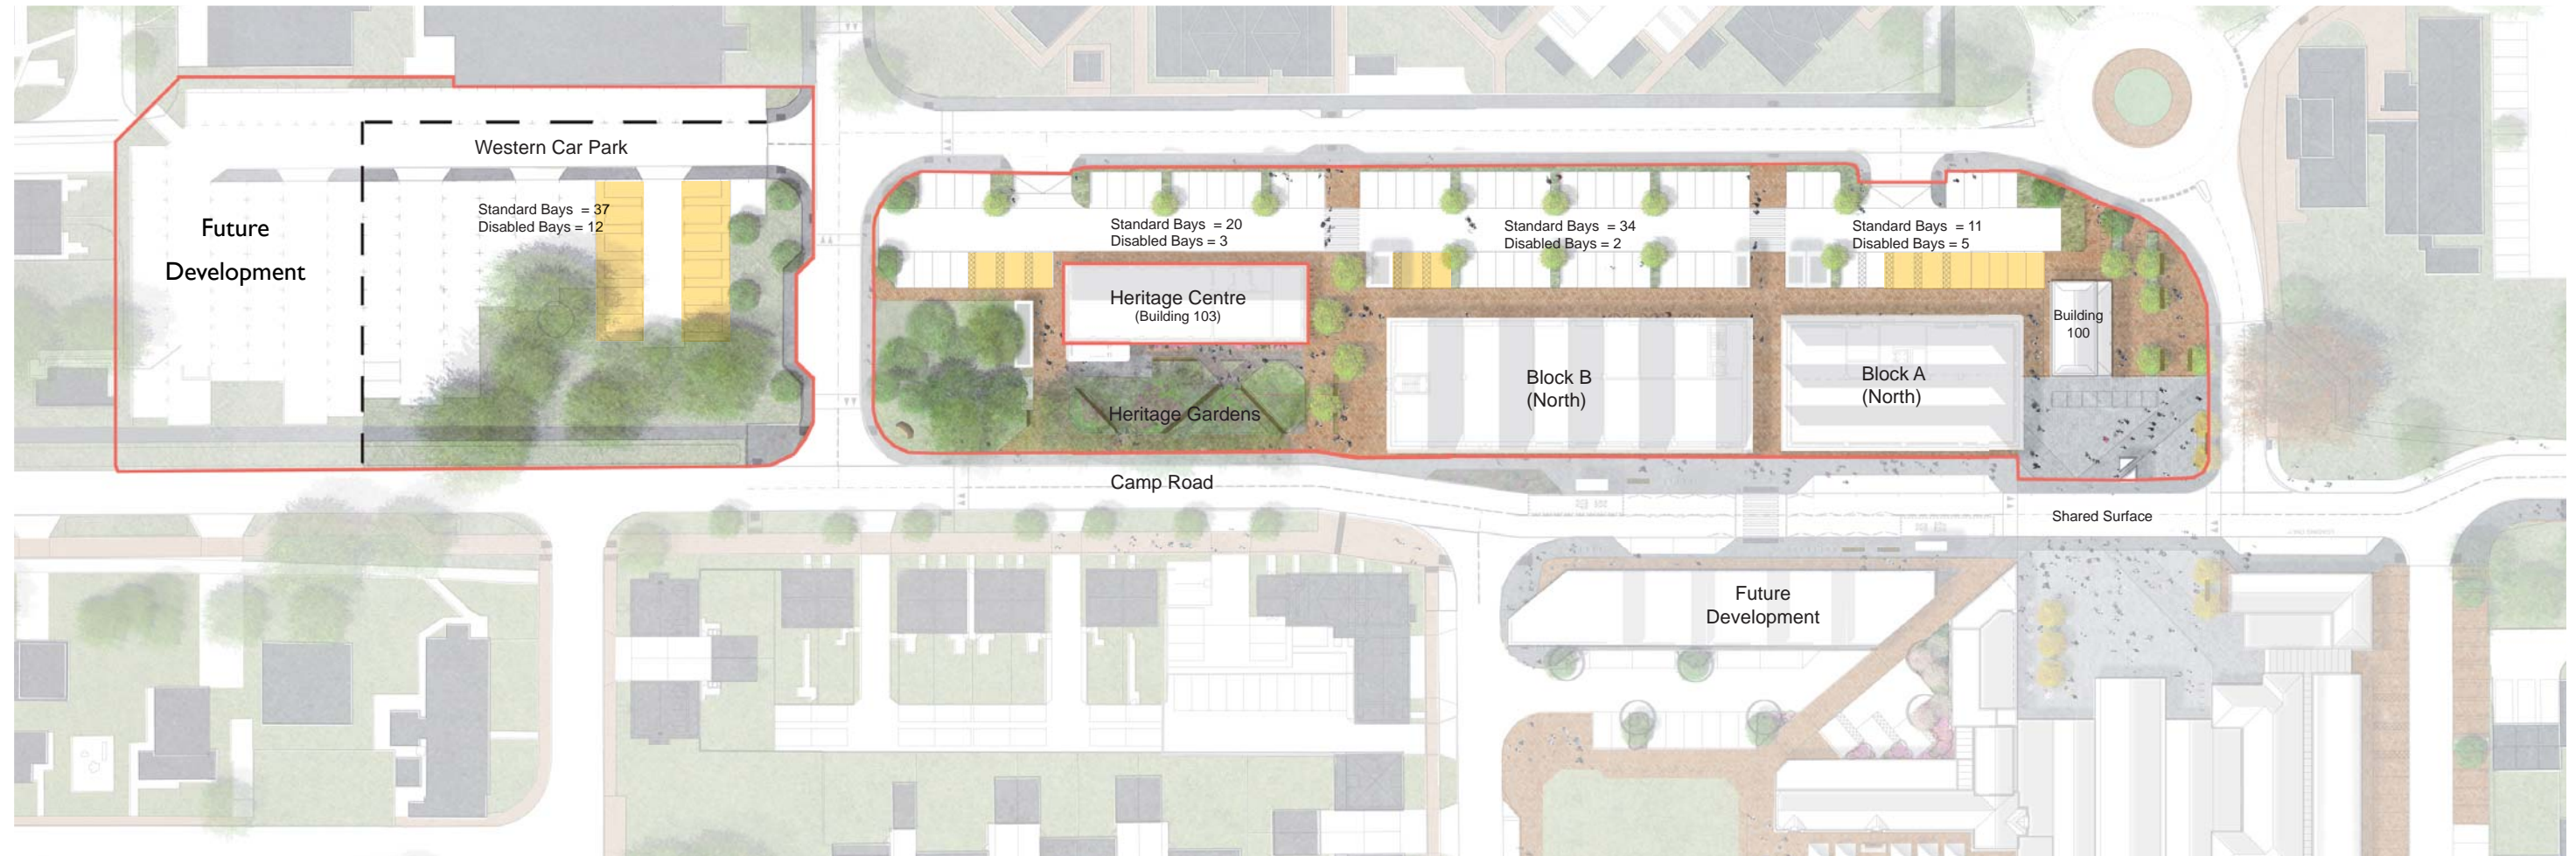 Western Car Park
Standard Bays = 37
Disabled Bays = 12
Future
Development
Standard Bays = 20
Disabled Bays = 3
Standard Bays = 34
Disabled Bays = 2
Standard Bays = 11
Disabled Bays = 5
Heritage Centre
(Building 103)
Building
100
Block B
(North)
Block A
(North)
Heritage Gardens
Camp Road
Shared Surface
Future
Development